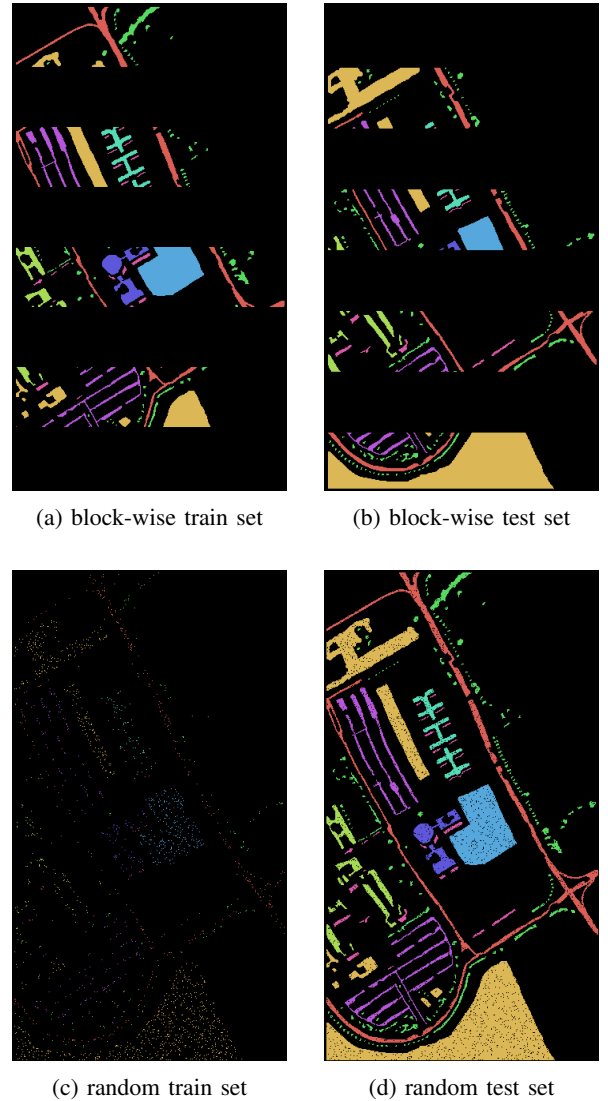 (a) block-wise train set
(b) block-wise test set
(c) random train set
(d) random test set